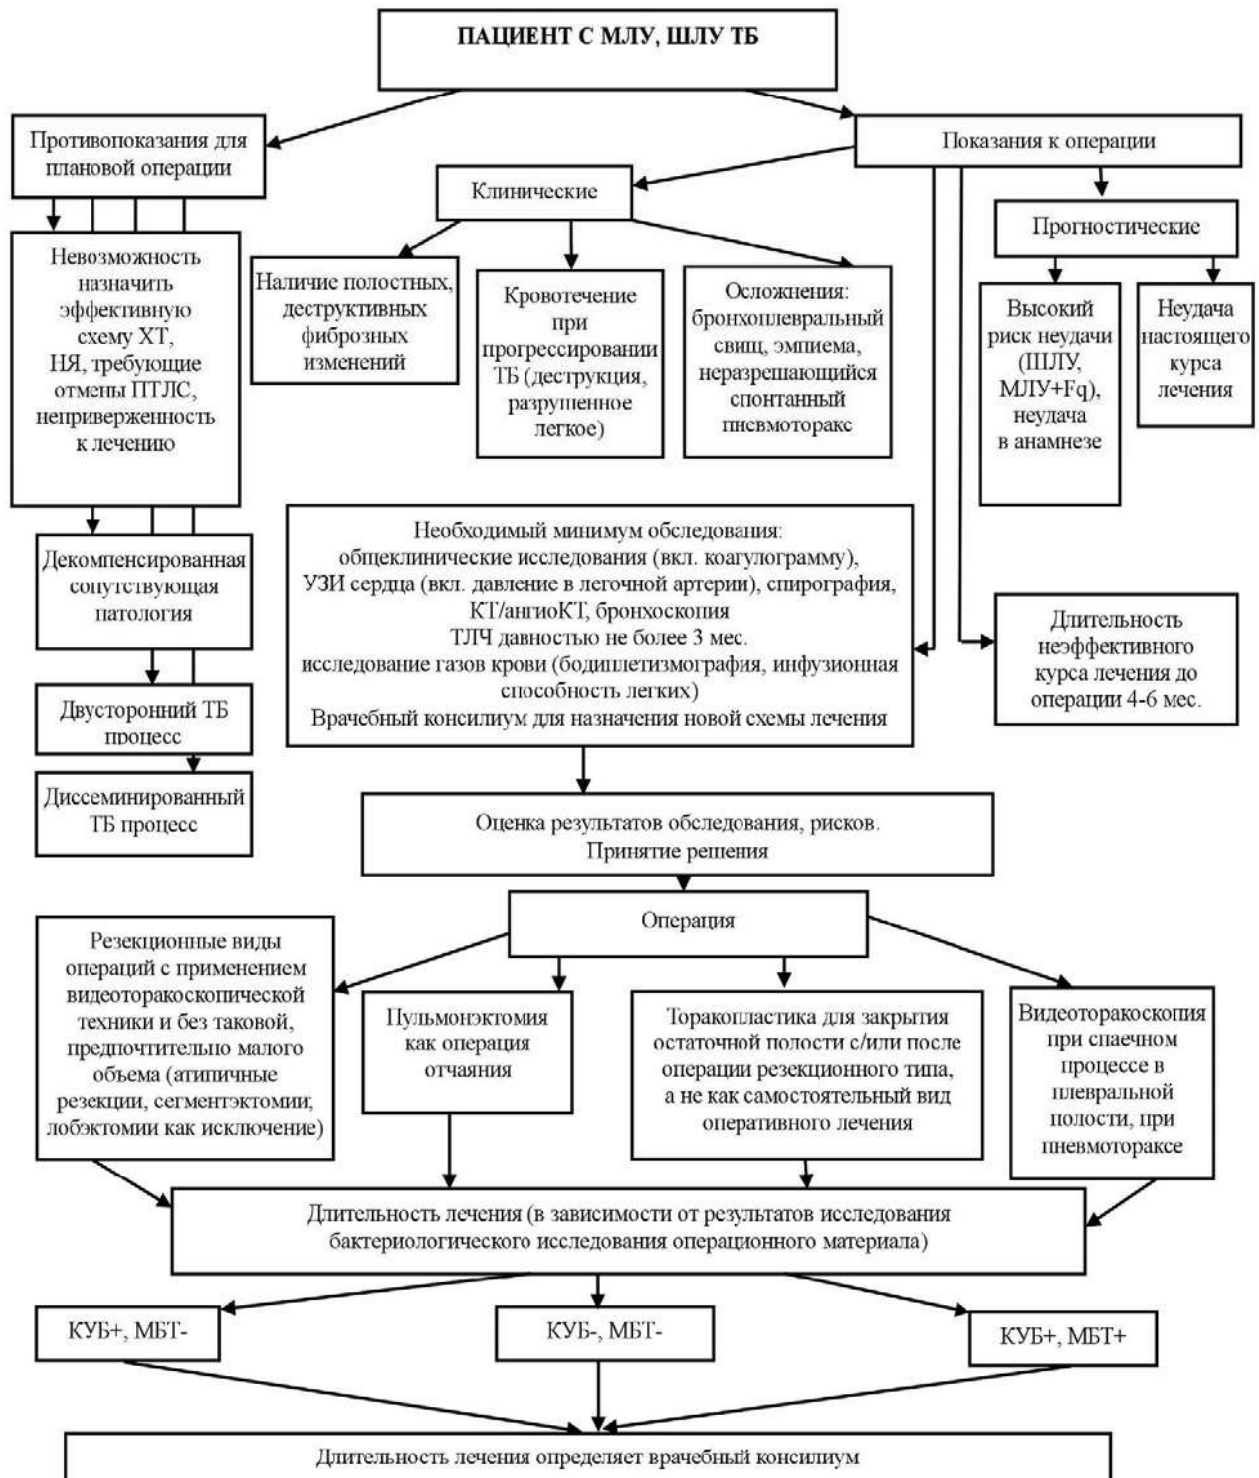 ПАЦИЕНТ С МЛУ, ШЛУ ТБ
Противопоказания для
плановой операции
Показания к операции
Клинические
Прогностические
Невозможность
назначить
эффективную
схему ХТ,
НЯ, требующие
отмены ПТЛС,
неприверженность
к лечению
Наличие полостных,
деструктивных
фиброзных
изменений
Кровотечение
при
прогрессировании
ТБ (деструкция,
разрушенное
легкое)
Осложнения:
бронхоплевральный
свищ, эмпиема,
неразрешающийся
спонтанный
пневмоторакс
Высокий
риск неудачи
(ШЛУ,
МЛУ+Fq),
неудача
в анамнезе
Неудача
настоящего
курса
лечения
Декомпенсированная
сопутствующая
патология
Двусторонний ТБ
процесс
Диссеминированный
ТБ процесс
Необходимый минимум обследования:
общеклинические исследования (вкл. коагулограмму),
УЗИ сердца (вкл. давление в легочной артерии), спирография,
КТ/ангиоКТ, бронхоскопия
ТЛЧ давностью не более 3 мес.
исследование газов крови (бодиплетизмография, инфузионная
способность легких)
Врачебный консилиум для назначения новой схемы лечения
Длительность
неэффективного
курса лечения до
операции 4-6 мес.
Оценка результатов обследования, рисков.
Принятие решения
Операция
Резекционные виды
операций с применением
видеоторакоскопической
техники и без таковой,
предпочтительно малого
объема (атипичные
резекции, сегментэктомии;
лобэктомии как исключение)
Пульмонэктомия
как операция
отчаяния
Торакопластика для закрытия
остаточной полости с/или после
операции резекционного типа,
а не как самостоятельный вид
оперативного лечения
Видеоторакоскопия
при спаечном
процессе в
плевральной
полости, при
пневмотораксе
Длительность лечения (в зависимости от результатов исследования
бактериологического исследования операционного материала)
КУБ+, МБТ-
КУБ-, МБТ-
КУБ+, МБТ+
Длительность лечения определяет врачебный консилиум